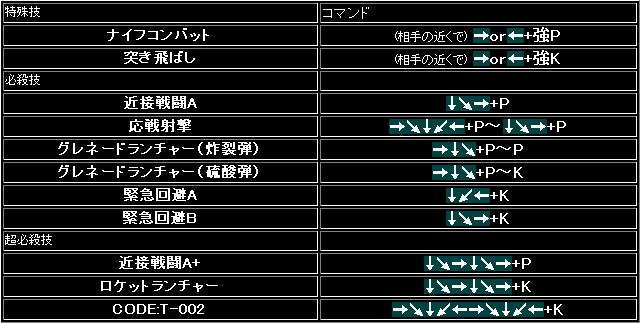 特殊技 コマンド
ナイフコンバット (相手の近くで) →or←+強P
突き飛ばし (相手の近くで) →or←+強K
必殺技
近接戦闘A ↓↘→+P
応戦射撃 →↘↓↙←+P～↓↘→+P
グレネードランチャー(炸裂弾) →↓↘+P～P
グレネードランチャー(硫酸弾) →↓↘+P～K
緊急回避A ↓↙←+K
緊急回避B ↓↘→+K
超必殺技
近接戦闘A+ ↓↘→↓↘→+P
ロケットランチャー ↓↘→↓↘→+K
CODE:T-002 →↘↓↙←→↘↓↙←+K